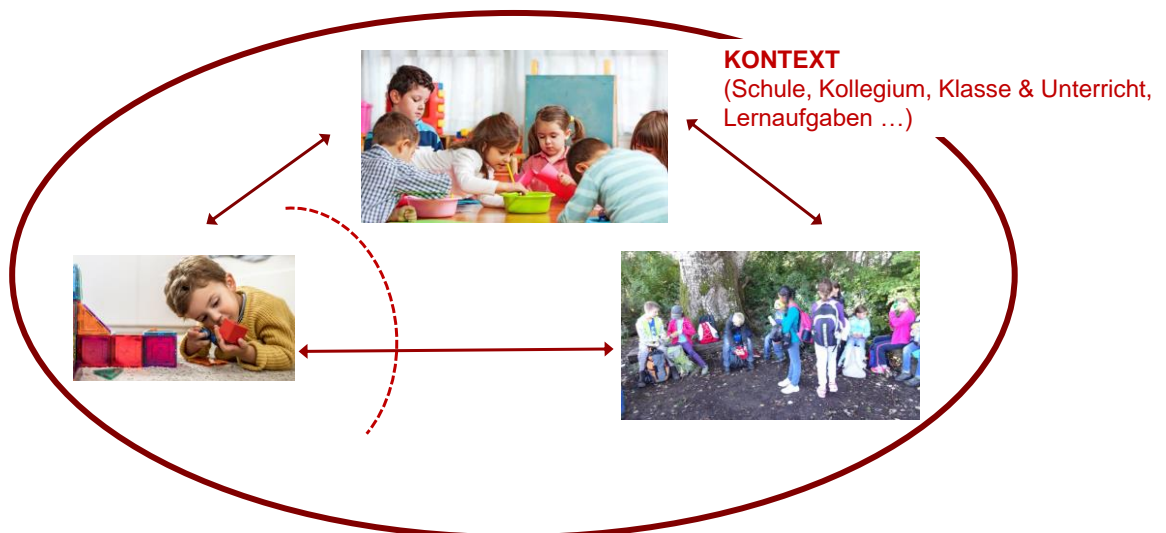 KONTEXT
(Schule, Kollegium, Klasse & Unterricht,
Lernaufgaben …)